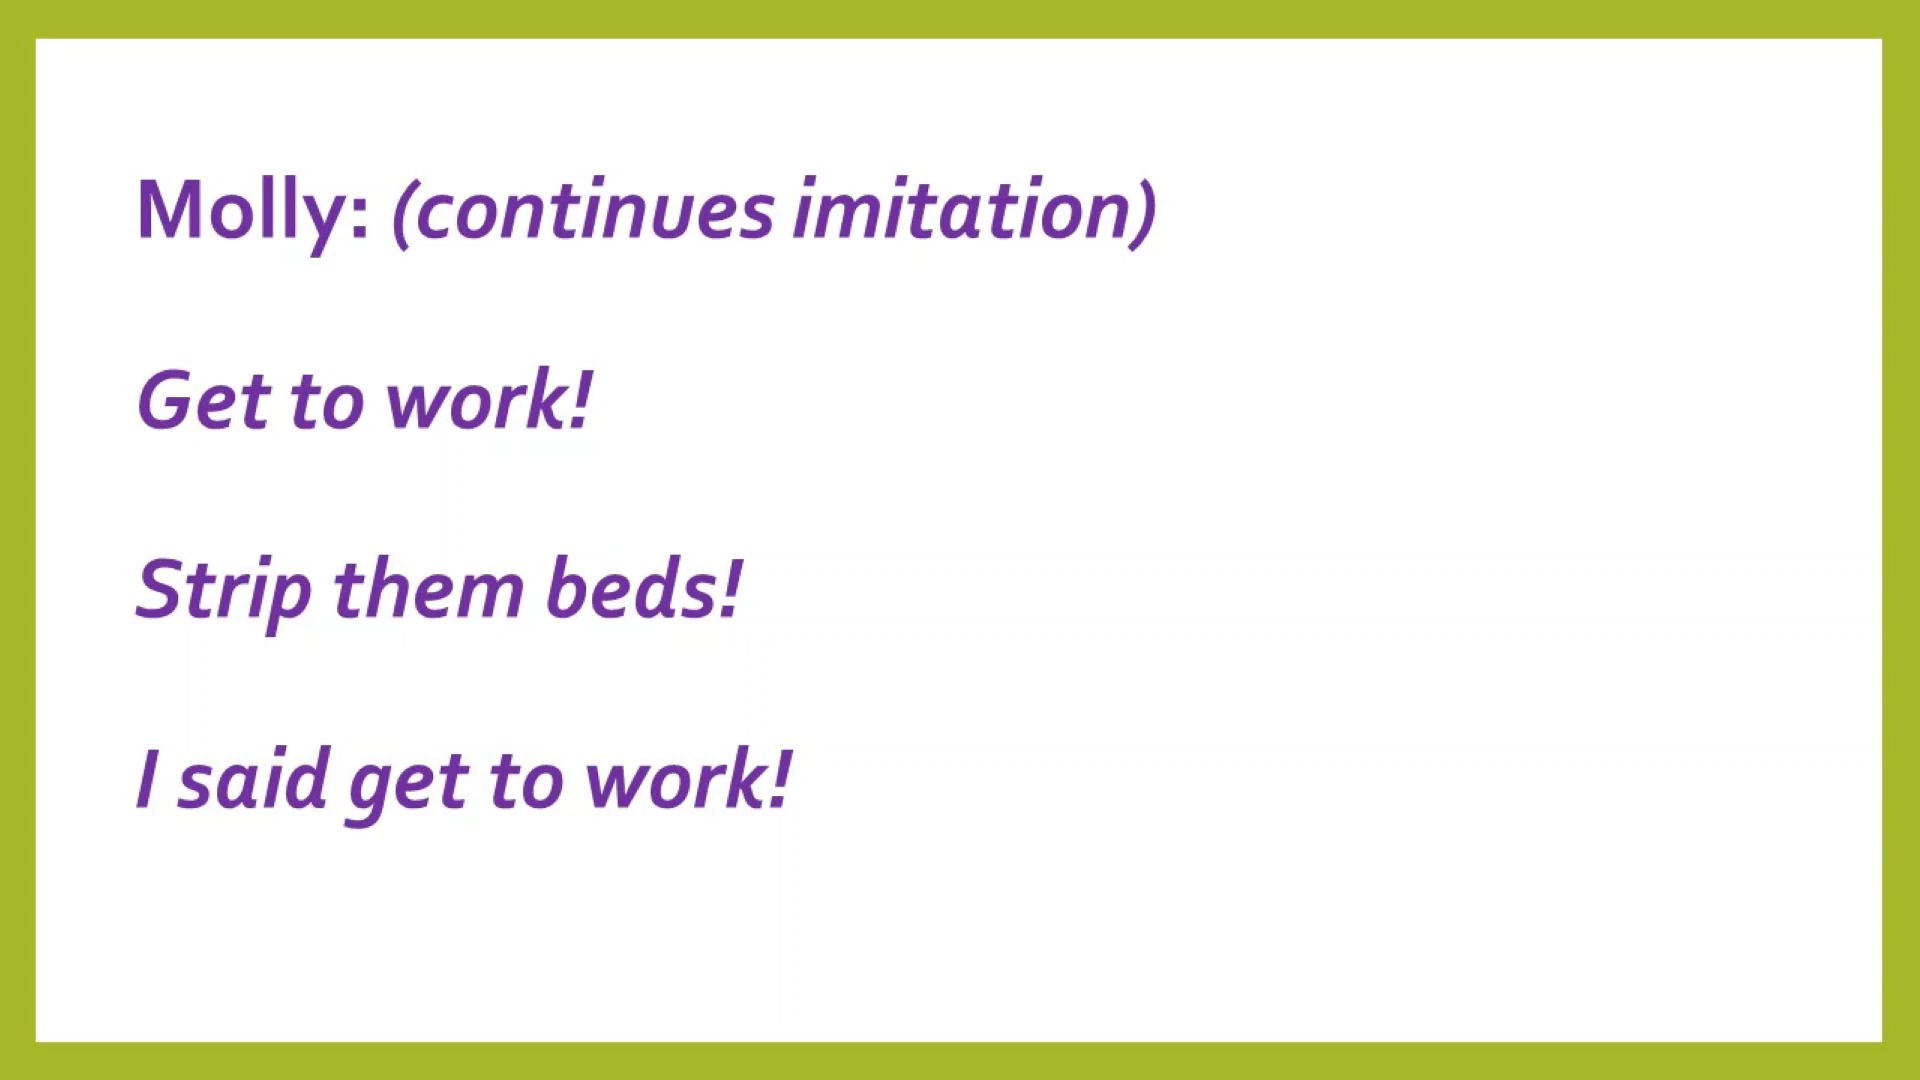 Molly: (continues imitation)
Get to work!
Strip them beds!
I said get to work!